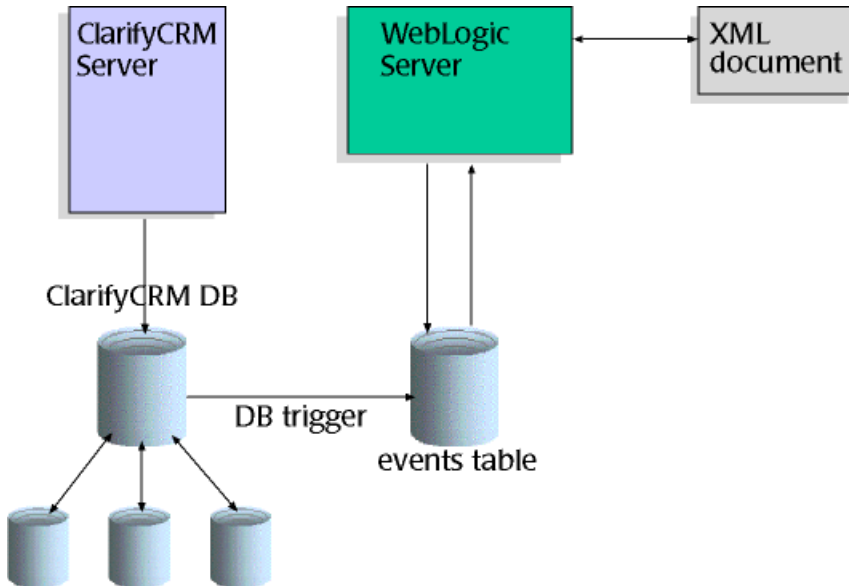 ClarifyCRM
Server
WebLogic
Server
XML
document
ClarifyCRM DB
DB trigger
events table